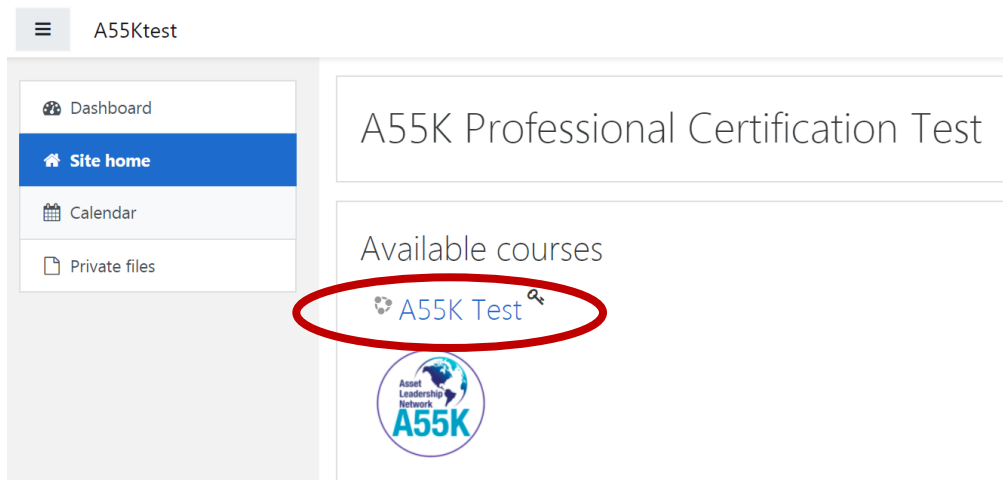 A55Ktest
Dashboard
Site home
Calendar
Private files
A55K Professional Certification Test
Available courses
A55K Test
Asset
Leadership
Network
A55K